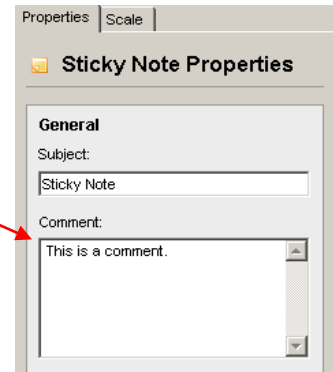 Properties Scale
Sticky Note Properties
General
Subject:
Sticky Note
Comment:
This is a comment.